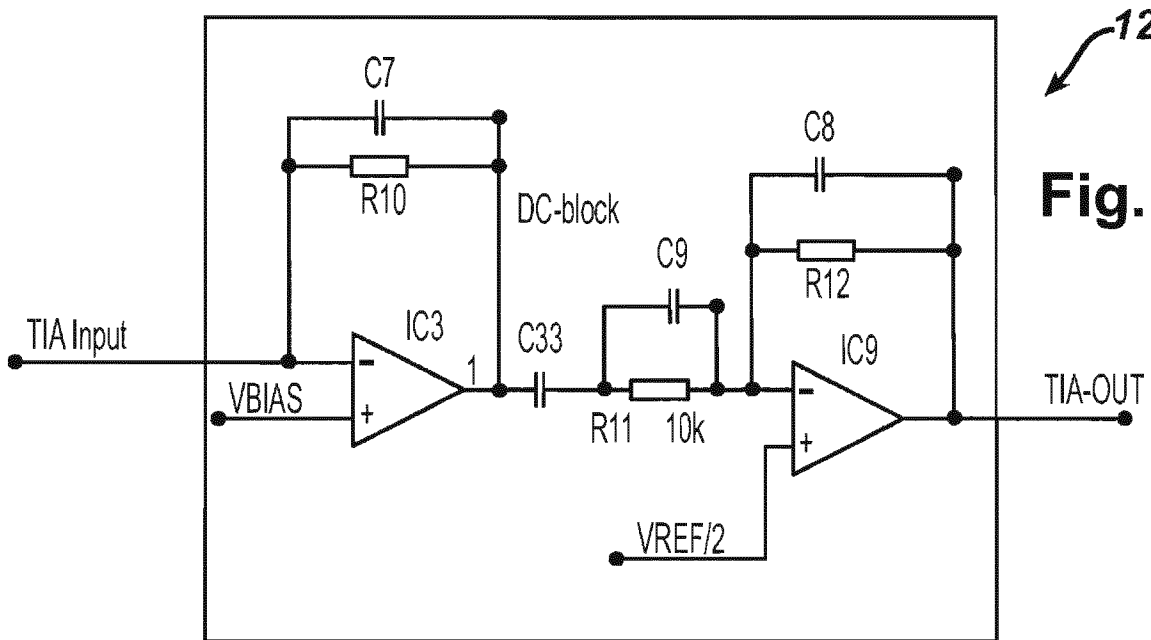 12
Fig.
C7
R10
DC-block
C8
R12
C9
TIA Input
IC3
1
C33
VBIAS
-
+
R11 10k
IC9
-
+
TIA-OUT
VREF/2